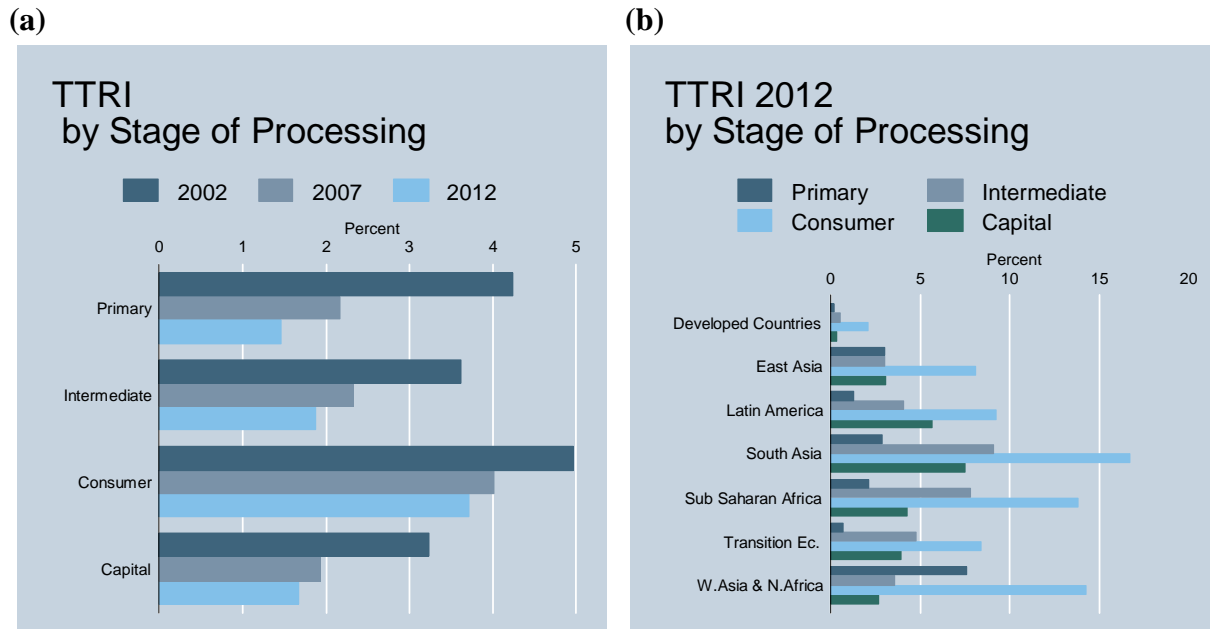 (a)
TTRI
by Stage of Processing
2002 2007 2012
Percent
0 1 2 3 4 5
Primary
Intermediate
Consumer
Capital
(b)
TTRI 2012
by Stage of Processing
Primary Intermediate
Consumer Capital
Percent
0 5 10 15 20
Developed Countries
East Asia
Latin America
South Asia
Sub Saharan Africa
Transition Ec.
W.Asia & N.Africa